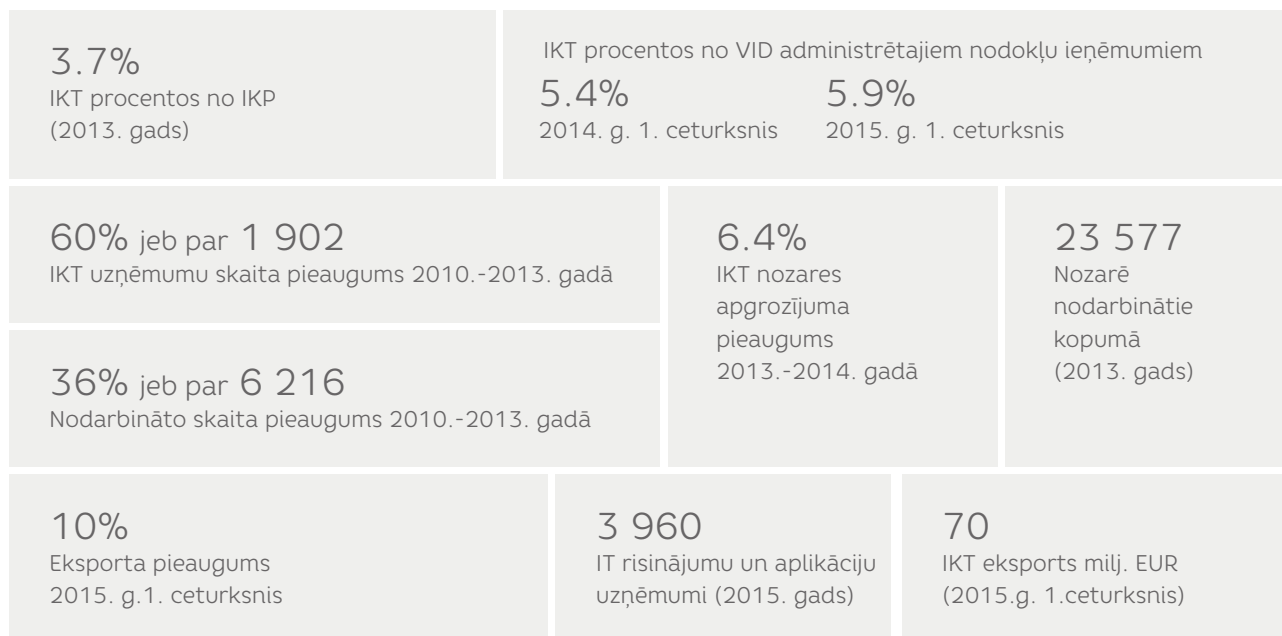 3.7%
IKT procentos no IKP
(2013. gads)
IKT procentos no VID administrētajiem nodokļu ieņēmumiem
5.4%
2014. g. 1. ceturksnis
5.9%
2015. g. 1. ceturksnis
60% jeb par 1 902
IKT uzņēmumu skaita pieaugums 2010.-2013. gadā
36% jeb par 6 216
Nodarbināto skaita pieaugums 2010.-2013. gadā
6.4%
IKT nozares
apgrozījuma
pieaugums
2013.-2014. gadā
23 577
Nozarē
nodarbinātie
kopumā
(2013. gads)
10%
Eksporta pieaugums
2015. g.1. ceturksnis
3 960
IT risinājumu un aplikāciju
uzņēmumi (2015. gads)
70
IKT eksports milj. EUR
(2015.g. 1.ceturksnis)